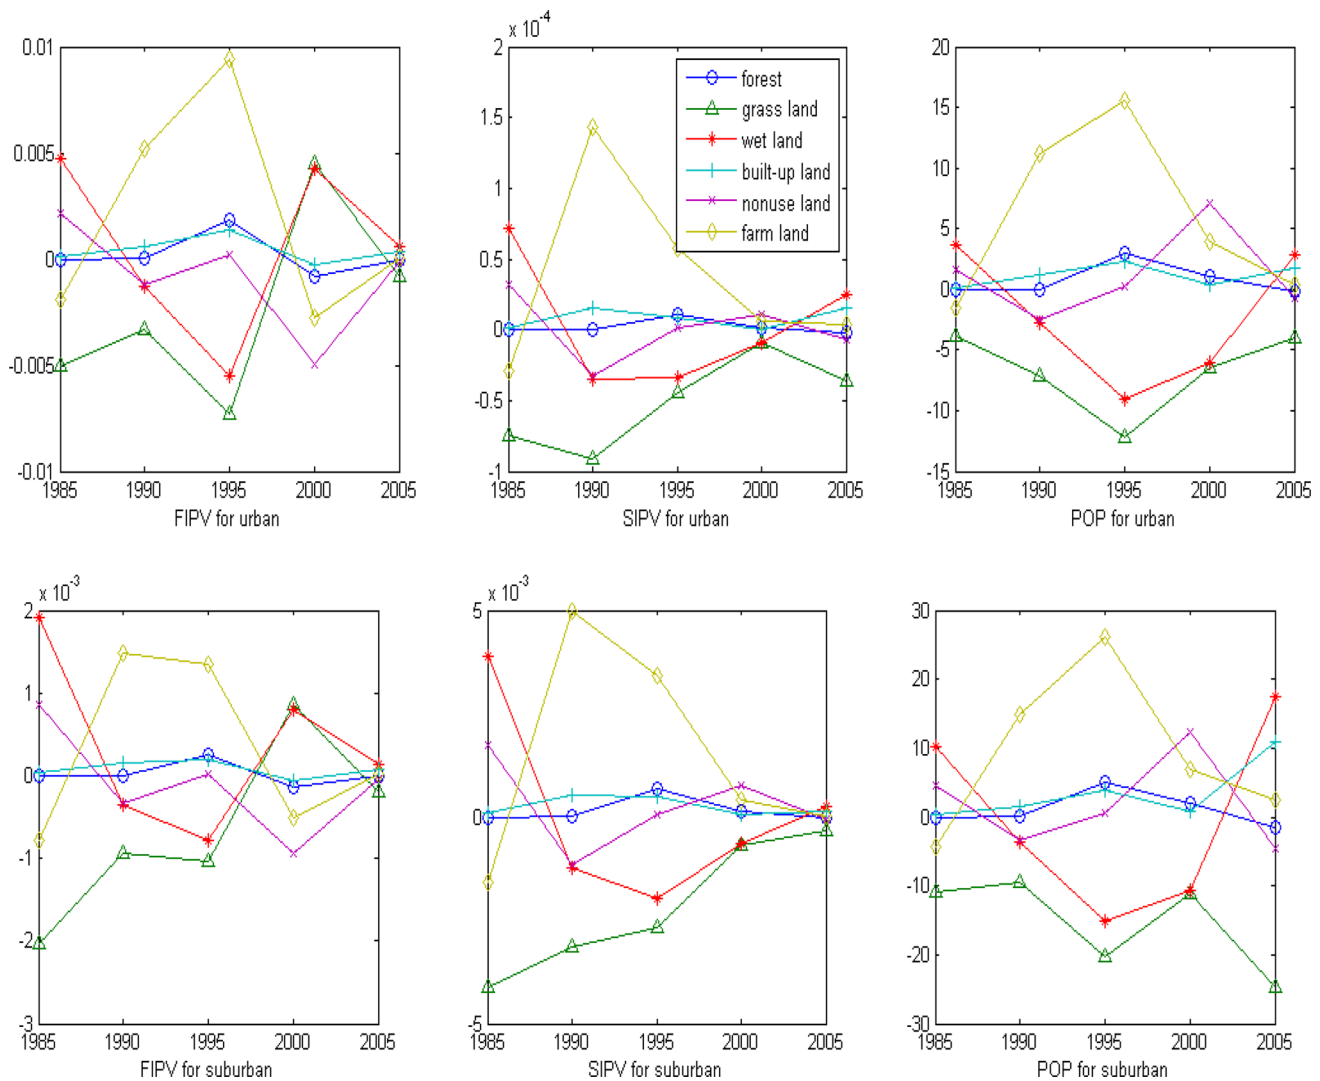 x 10^-4
0.01
0.005
0
-0.005
-0.01
1985 1990 1995 2000 2005
FIPV for urban
2
1.5
1
0.5
0
-0.5
-1
forest
grass land
wet land
built-up land
nonuse land
farm land
1985 1990 1995 2000 2005
SIPV for urban
20
15
10
5
0
-5
-10
-15
1985 1990 1995 2000 2005
POP for urban
x 10^-3
2
1
0
-1
-2
-3
1985 1990 1995 2000 2005
FIPV for suburban
x 10^-3
5
0
-5
1985 1990 1995 2000 2005
SIPV for suburban
30
20
10
0
-10
-20
-30
1985 1990 1995 2000 2005
POP for suburban